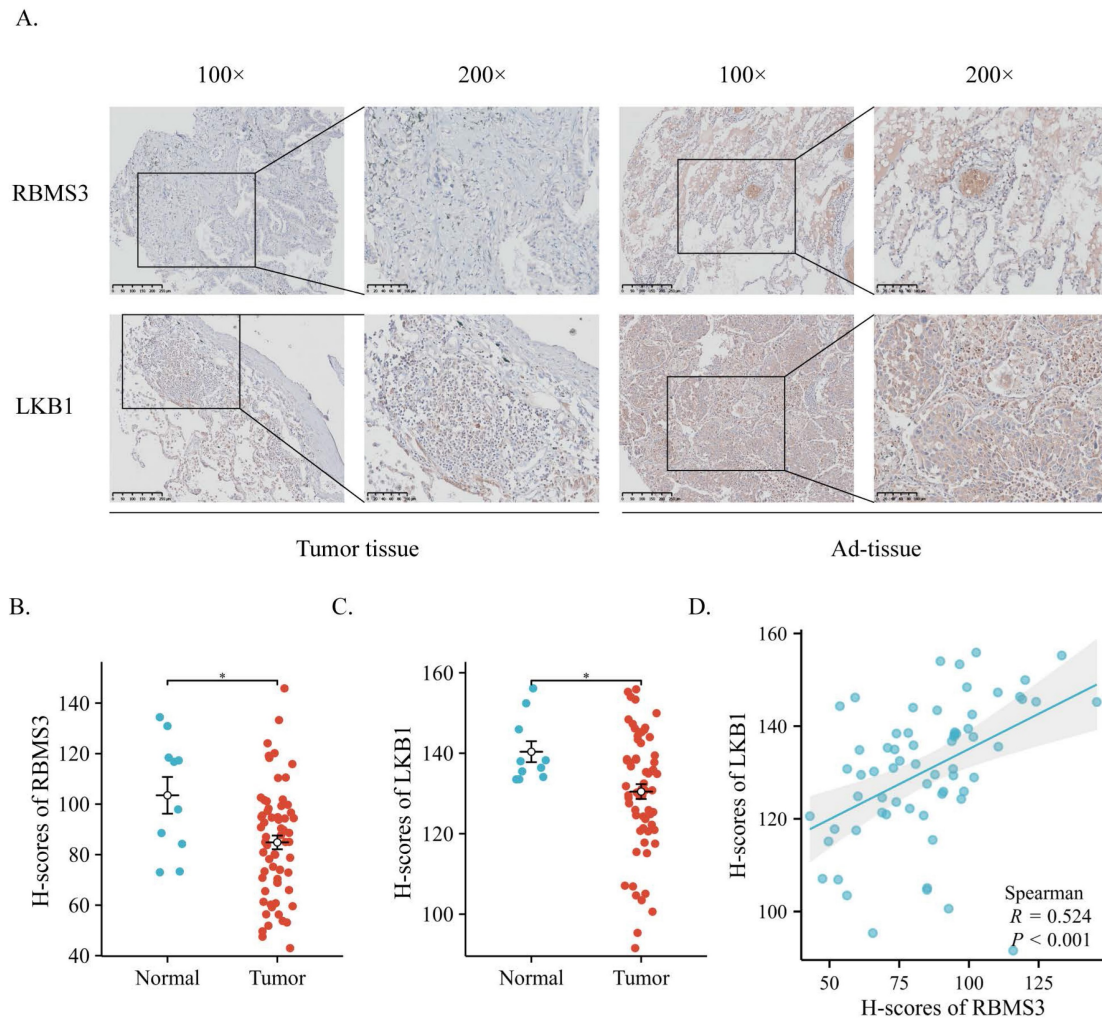 A.
100× 200× 100× 200×
RBMS3
LKB1
Tumor tissue Ad-tissue
B. C. D.
H-scores of RBMS3
140
120
100
80
60
40
*
Normal Tumor
H-scores of LKB1
160
140
120
100
*
Normal Tumor
H-scores of LKB1
160
140
120
100
Spearman
R = 0.524
P < 0.001
50 75 100 125
H-scores of RBMS3